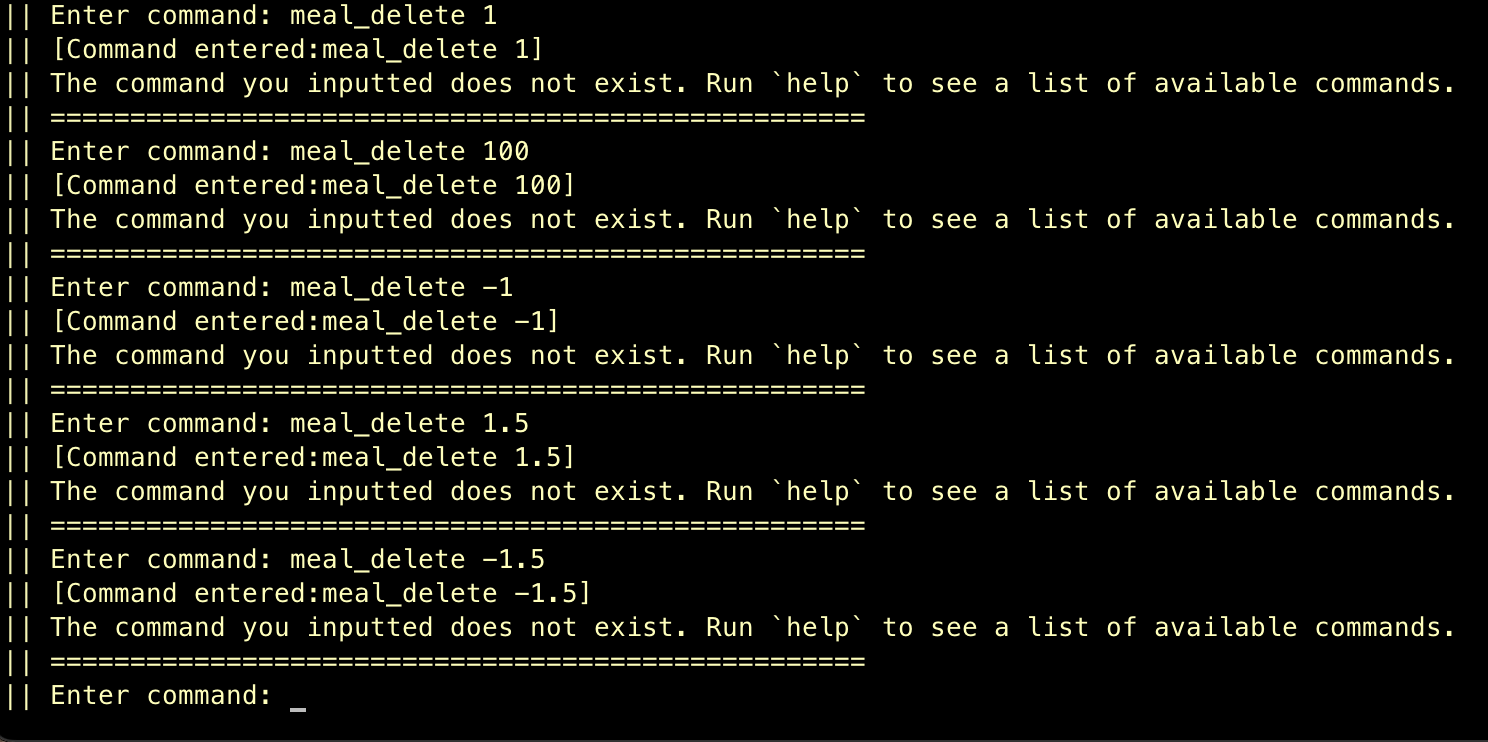 || Enter command: meal_delete 1
|| [Command entered:meal_delete 1]
|| The command you inputted does not exist. Run `help` to see a list of available commands.
|| ===================================================
|| Enter command: meal_delete 100
|| [Command entered:meal_delete 100]
|| The command you inputted does not exist. Run `help` to see a list of available commands.
|| ===================================================
|| Enter command: meal_delete -1
|| [Command entered:meal_delete -1]
|| The command you inputted does not exist. Run `help` to see a list of available commands.
|| ===================================================
|| Enter command: meal_delete 1.5
|| [Command entered:meal_delete 1.5]
|| The command you inputted does not exist. Run `help` to see a list of available commands.
|| ===================================================
|| Enter command: meal_delete -1.5
|| [Command entered:meal_delete -1.5]
|| The command you inputted does not exist. Run `help` to see a list of available commands.
|| ===================================================
|| Enter command: _